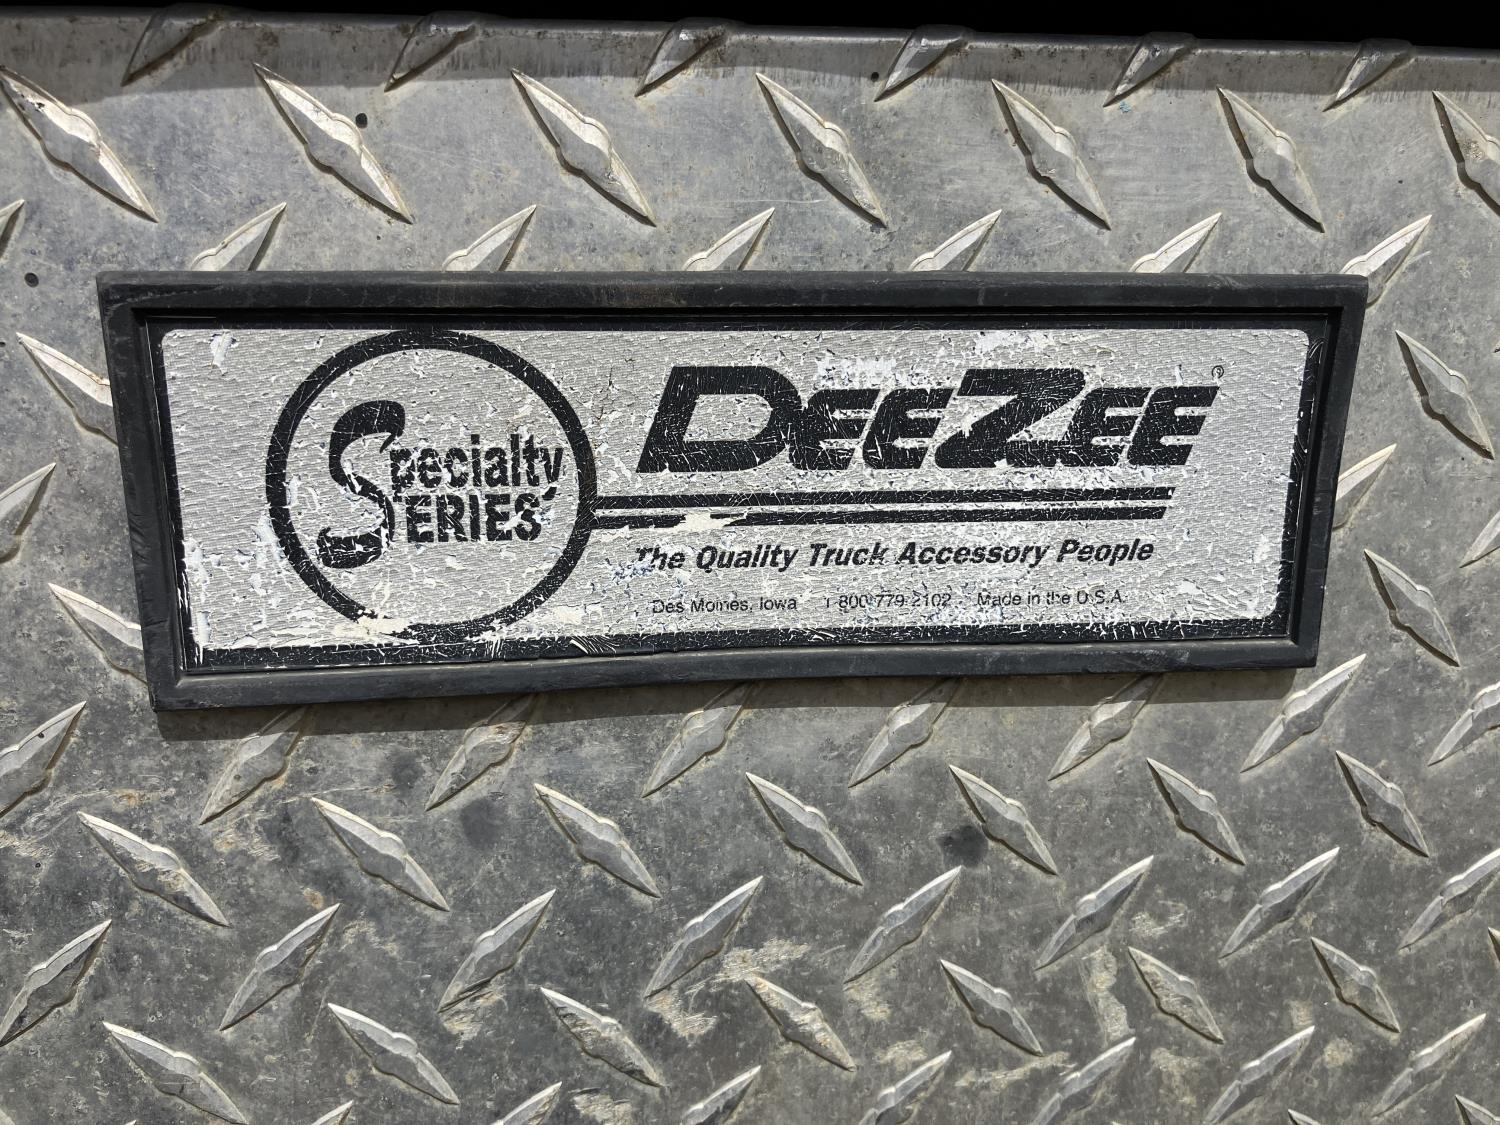 Specialty
SERIES
DEEZEE®
The Quality Truck Accessory People
Des Moines, Iowa 1 800 779 2102 Made in the U.S.A.